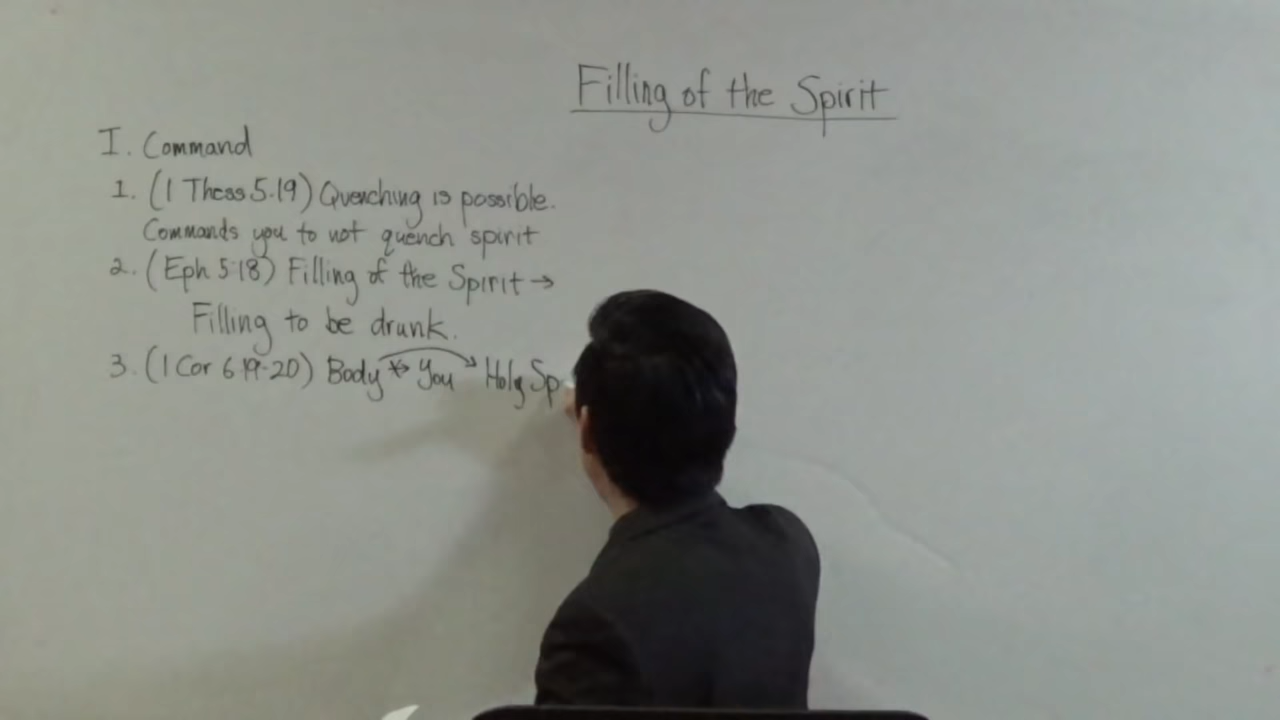 Filling of the Spirit
I. Command
1. (1 Thess 5:19) Quenching is possible.
Commands you to not quench spirit
2. (Eph 5:18) Filling of the Spirit →
Filling to be drunk.
3. (1 Cor 6:19-20) Body ↛ You Holy Sp